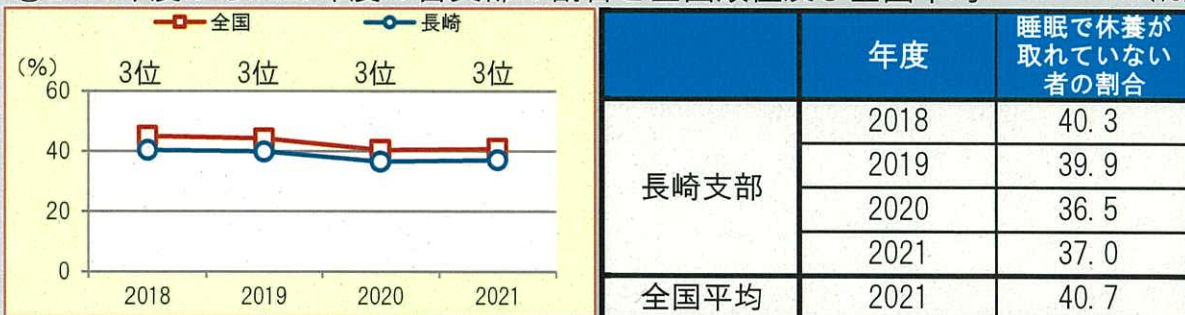 全国 長崎
(%) 3位 3位 3位 3位
60
40
20
0
2018 2019 2020 2021
年度 睡眠で休養が
取れていない
者の割合
長崎支部
2018 40.3
2019 39.9
2020 36.5
2021 37.0
全国平均 2021 40.7